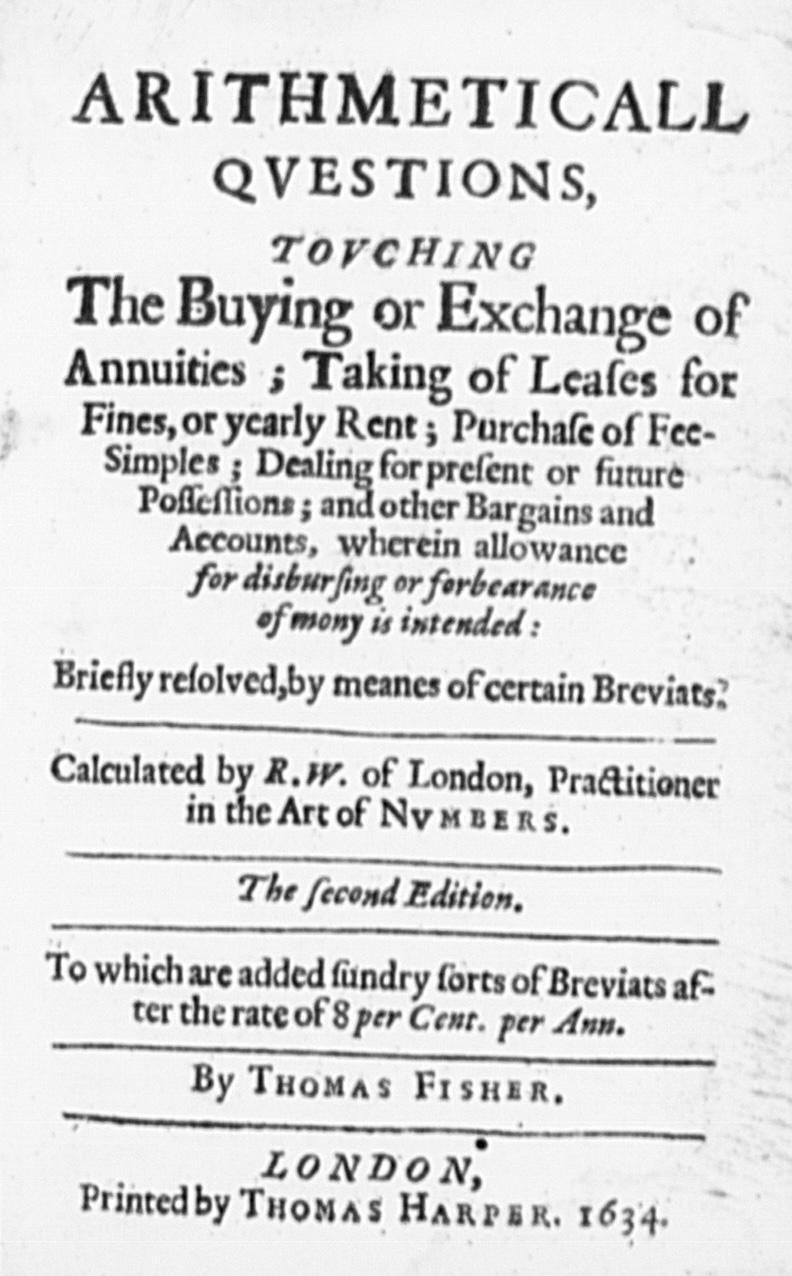 ARITHMETICALL
QVESTIONS,
TOVCHING
The Buying or Exchange of
Annuities ; Taking of Leaſes for
Fines, or yearly Rent ; Purchaſe of Fee-
Simples ; Dealing for preſent or future
Poſſeſſions ; and other Bargains and
Accounts, wherein allowance
for disburſing or forbearance
of mony is intended :
Briefly reſolved, by meanes of certain Breviats.
Calculated by R. W. of London, Practitioner
in the Art of NVMBERS.
The ſecond Edition.
To which are added ſundry ſorts of Breviats af-
ter the rate of 8 per Cent. per Ann.
By THOMAS FISHER.
LONDON,
Printed by THOMAS HARPER. 1634.